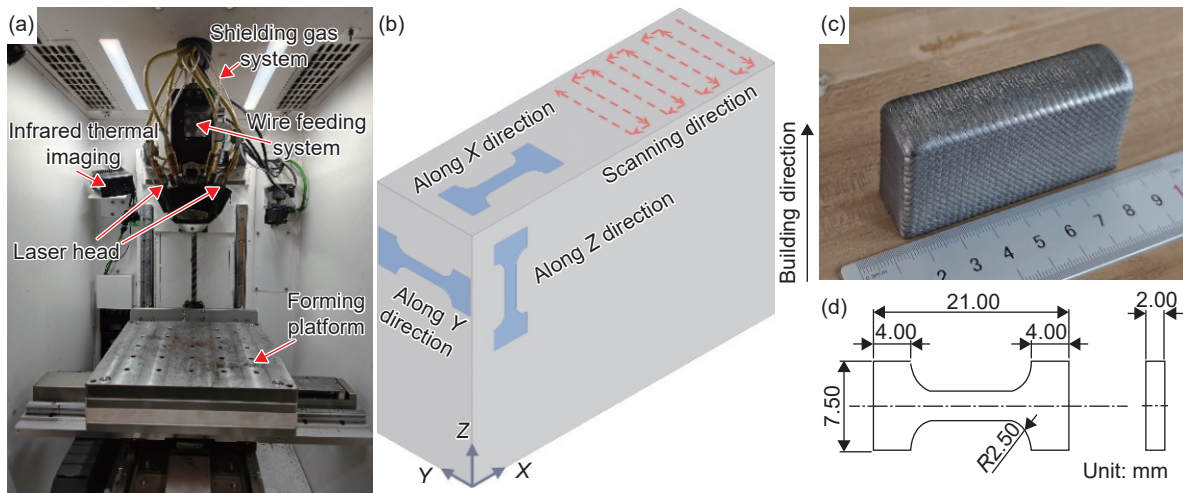 (a)
Shielding gas
system
Infrared thermal
imaging
Wire feeding
system
Laser head
Forming
platform
(b)
Along X direction
Scanning direction
Along Z direction
Along Y
direction
Building direction
Z
Y
X
(c)
2 3 4 5 6 7 8 9 1
(d)
21.00
2.00
4.00
4.00
7.50
R2.50
Unit: mm